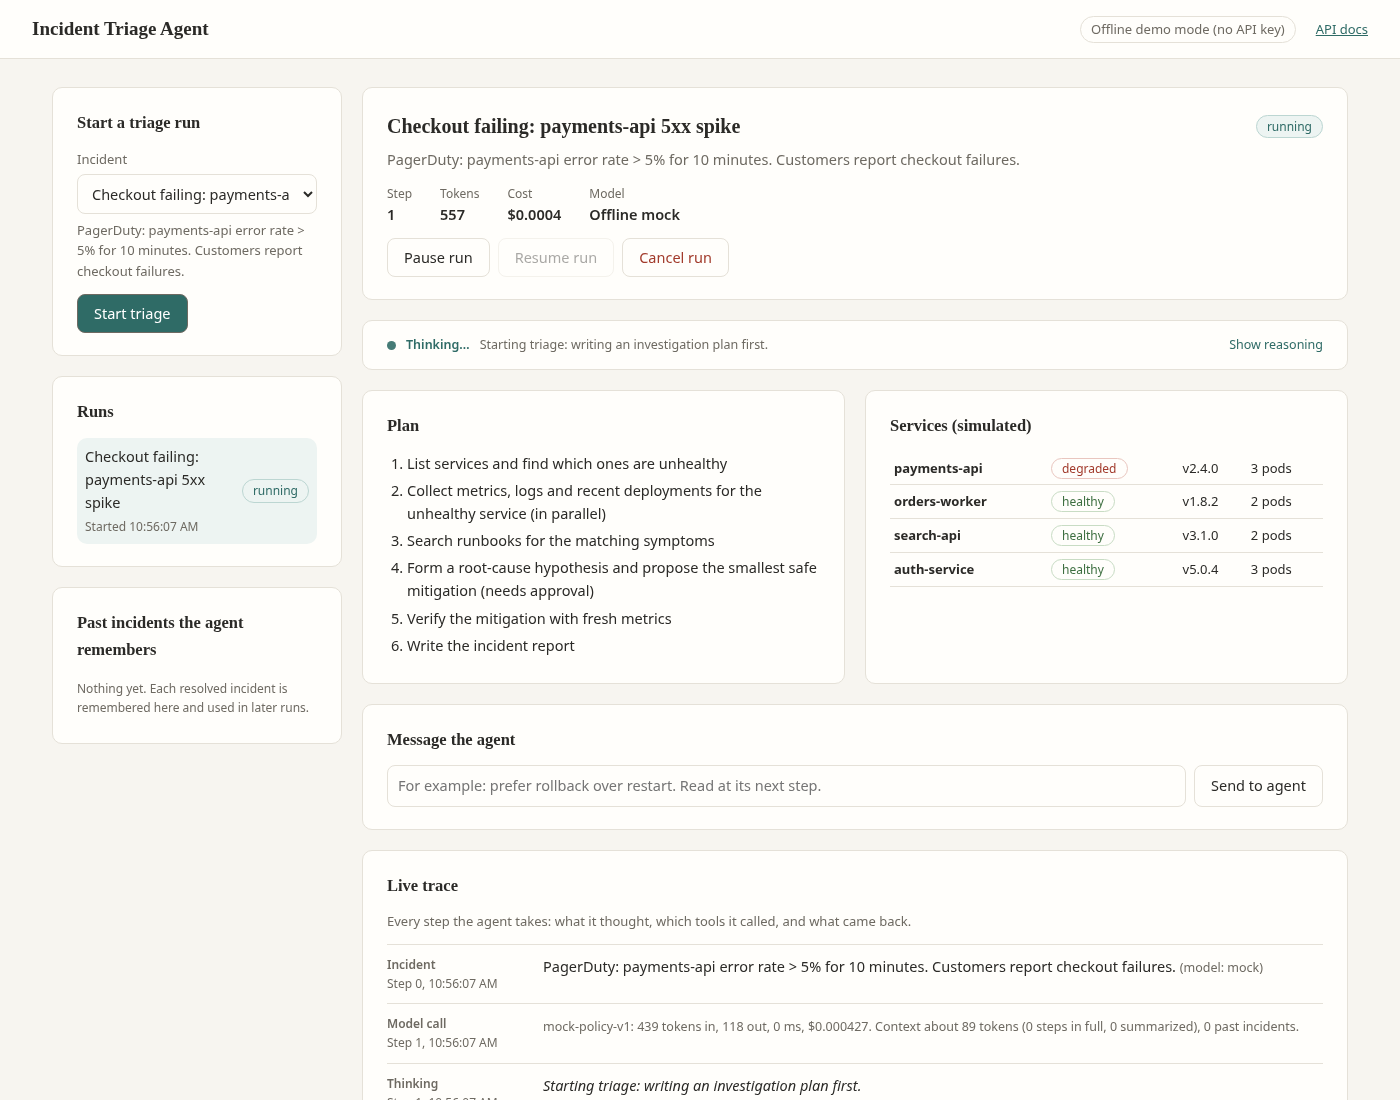 Incident Triage Agent
Offline demo mode (no API key)
API docs
Start a triage run
Incident
Checkout failing: payments-a
PagerDuty: payments-api error rate >
5% for 10 minutes. Customers report
checkout failures.
Start triage
Runs
Checkout failing:
payments-api 5xx
spike
running
Started 10:56:07 AM
Past incidents the agent
remembers
Nothing yet. Each resolved incident is
remembered here and used in later runs.
Checkout failing: payments-api 5xx spike
running
PagerDuty: payments-api error rate > 5% for 10 minutes. Customers report checkout failures.
Step Tokens Cost Model
1 557 $0.0004 Offline mock
Pause run Resume run Cancel run
Thinking... Starting triage: writing an investigation plan first. Show reasoning
Plan
1. List services and find which ones are unhealthy
2. Collect metrics, logs and recent deployments for the
unhealthy service (in parallel)
3. Search runbooks for the matching symptoms
4. Form a root-cause hypothesis and propose the smallest safe
mitigation (needs approval)
5. Verify the mitigation with fresh metrics
6. Write the incident report
Services (simulated)
payments-api degraded v2.4.0 3 pods
orders-worker healthy v1.8.2 2 pods
search-api healthy v3.1.0 2 pods
auth-service healthy v5.0.4 3 pods
Message the agent
For example: prefer rollback over restart. Read at its next step.
Send to agent
Live trace
Every step the agent takes: what it thought, which tools it called, and what came back.
Incident
Step 0, 10:56:07 AM
PagerDuty: payments-api error rate > 5% for 10 minutes. Customers report checkout failures. (model: mock)
Model call
Step 1, 10:56:07 AM
mock-policy-v1: 439 tokens in, 118 out, 0 ms, $0.000427. Context about 89 tokens (0 steps in full, 0 summarized), 0 past incidents.
Thinking
Starting triage: writing an investigation plan first.